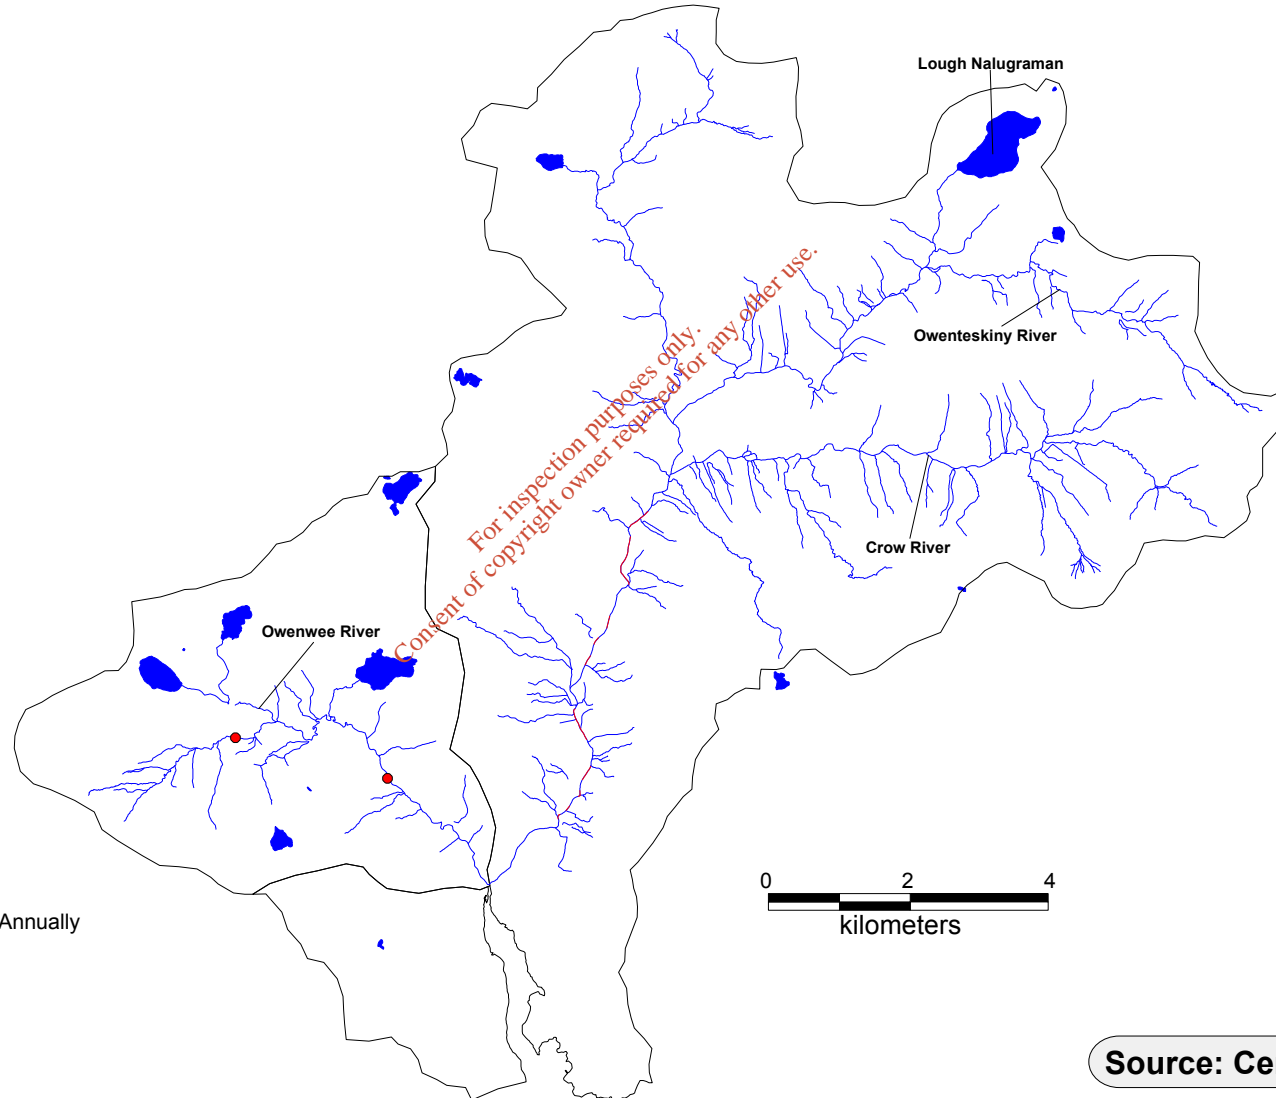 Lough Nalugraman
Owenteskiny River
For inspection purposes only.
Consent of copyright owner required for any other use.
Crow River
Owenwee River
0 2 4
kilometers
Annually
Source: Ce